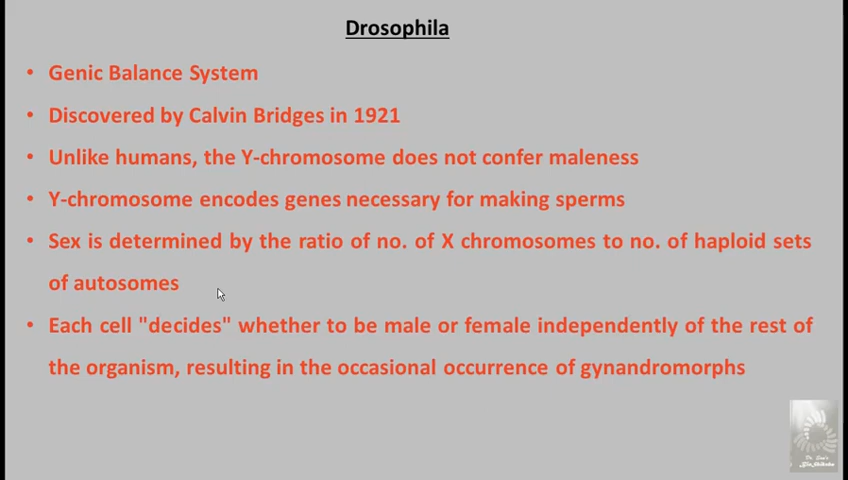 Drosophila
• Genic Balance System
• Discovered by Calvin Bridges in 1921
• Unlike humans, the Y-chromosome does not confer maleness
• Y-chromosome encodes genes necessary for making sperms
• Sex is determined by the ratio of no. of X chromosomes to no. of haploid sets
of autosomes
• Each cell "decides" whether to be male or female independently of the rest of
the organism, resulting in the occasional occurrence of gynandromorphs